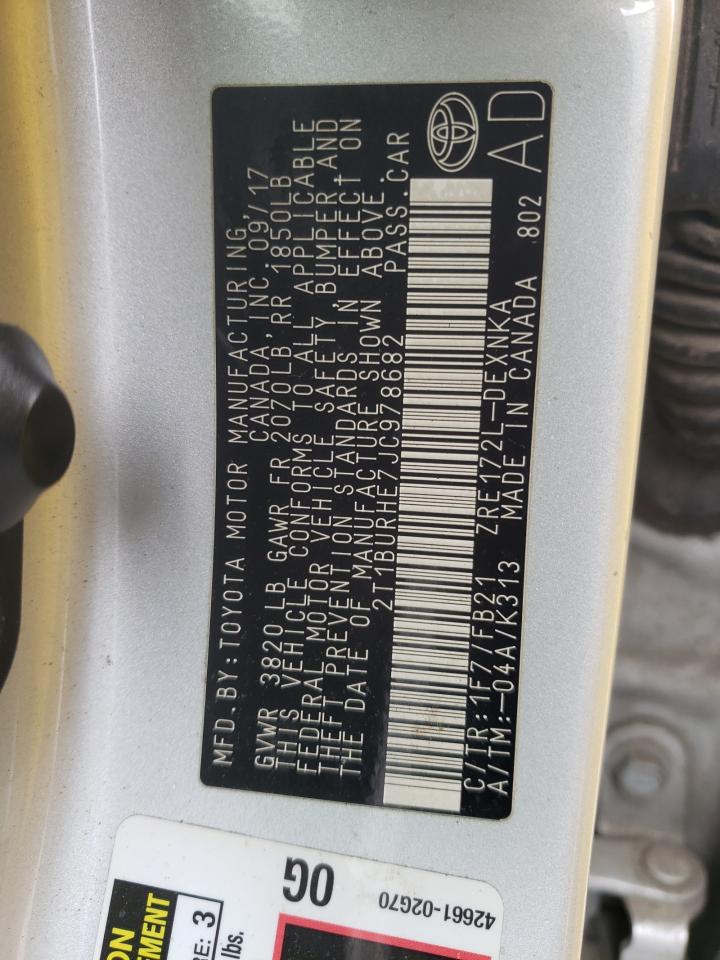 MFD.BY:TOYOTA MOTOR MANUFACTURING,
CANADA, INC. 09/17
GVWR 3820 LB GAWR FR 2070LB, RR 1850LB
THIS VEHICLE CONFORMS TO ALL APPLICABLE
FEDERAL MOTOR VEHICLE SAFETY, BUMPER, AND
THEFT PREVENTION STANDARDS IN EFFECT ON
THE DATE OF MANUFACTURE SHOWN ABOVE.
2T1BURHE7JC978682 PASS.CAR
C/TR:1F7/FB21 ZRE172L-DEXNKA
A/TM:-04A/K313 MADE IN CANADA 802
AD
0G
42661-02G70
3
lbs.